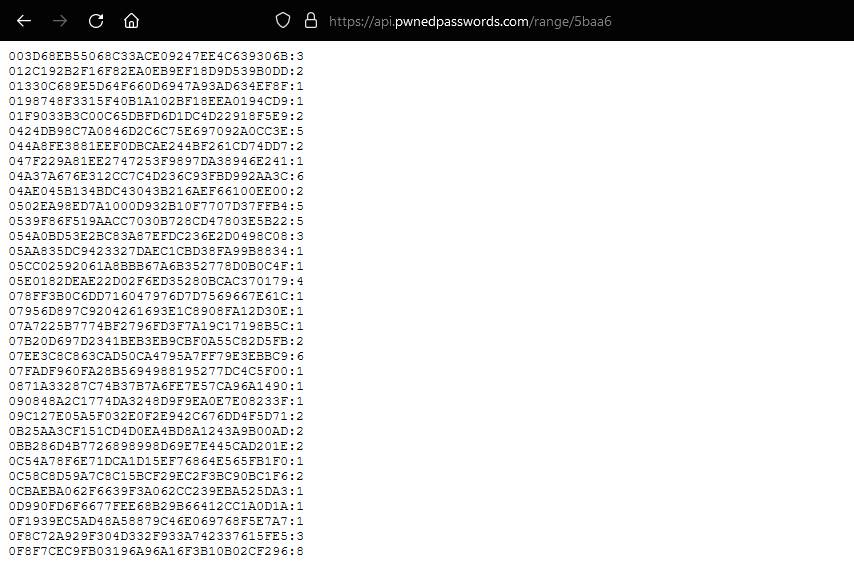 https://api.pwnedpasswords.com/range/5baa6
003D68EB55068C33ACE09247EE4C639306B:3
012C192B2F16F82EA0EB9EF18D9D539B0DD:2
01330C689E5D64F660D6947A93AD634EF8F:1
0198748F3315F40B1A102BF18EEA0194CD9:1
01F9033B3C00C65DBFD6D1DC4D22918F5E9:2
0424DB98C7A0846D2C6C75E697092A0CC3E:5
044A8FE3881EEF0DBCAE244BF261CD74DD7:2
047F229A81EE2747253F9897DA38946E241:1
04A37A676E312CC7C4D236C93FBD992AA3C:6
04AE045B134BDC43043B216AEF66100EE00:2
0502EA98ED7A1000D932B10F7707D37FFB4:5
0539F86F519AACC7030B728CD47803E5B22:5
054A0BD53E2BC83A87EFDC236E2D0498C08:3
05AA835DC9423327DAEC1CBD38FA99B8834:1
05CC02592061A8BBB67A6B352778D0B0C4F:1
05E0182DEAE22D02F6ED35280BCAC370179:4
078FF3B0C6DD716047976D7D7569667E61C:1
07956D897C9204261693E1C8908FA12D30E:1
07A7225B7774BF2796FD3F7A19C17198B5C:1
07B20D697D2341BEB3EB9CBF0A55C82D5FB:2
07EE3C8C863CAD50CA4795A7FF79E3EBBC9:6
07FADF960FA28B5694988195277DC4C5F00:1
0871A33287C74B37B7A6FE7E57CA96A1490:1
090848A2C1774DA3248D9F9EA0E7E08233F:1
09C127E05A5F032E0F2E942C676DD4F5D71:2
0B25AA3CF151CD4D0EA4BD8A1243A9B00AD:2
0BB286D4B7726898998D69E7E445CAD201E:2
0C54A78F6E71DCA1D15EF76864E565FB1F0:1
0C58C8D59A7C8C15BCF29EC2F3BC90BC1F6:2
0CBAEBA062F6639F3A062CC239EBA525DA3:1
0D990FD6F6677FEE68B29B66412CC1A0D1A:1
0F1939EC5AD48A58879C46E069768F5E7A7:1
0F8C72A929F304D332F933A742337615FE5:3
0F8F7CEC9FB03196A96A16F3B10B02CF296:8